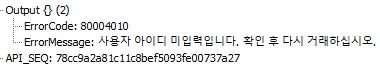 Output {} (2)
ErrorCode: 80004010
ErrorMessage: 사용자 아이디 미입력입니다. 확인 후 다시 거래하십시오.
API_SEQ: 78cc9a2a81c11c8bef5093fe00737a27